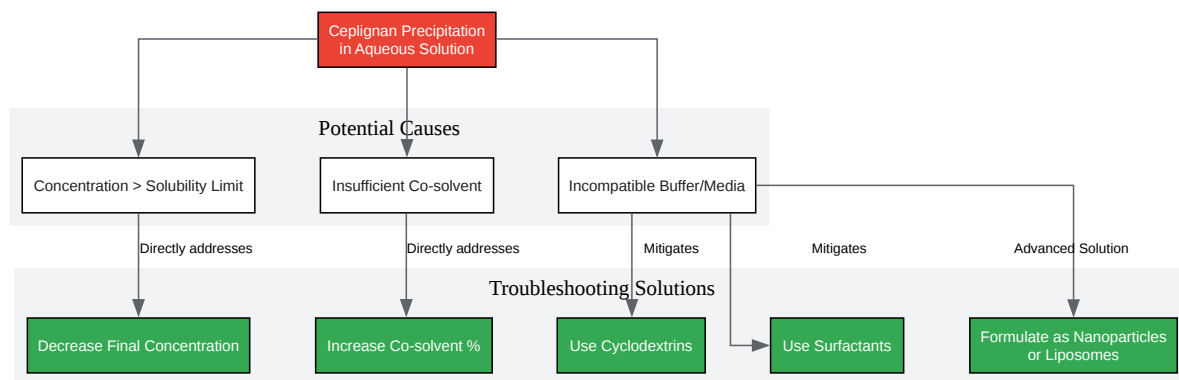 Ceplignan Precipitation
in Aqueous Solution
Potential Causes
Concentration > Solubility Limit
Insufficient Co-solvent
Incompatible Buffer/Media
Directly addresses
Directly addresses
Mitigates
Mitigates
Advanced Solution
Troubleshooting Solutions
Decrease Final Concentration
Increase Co-solvent %
Use Cyclodextrins
Use Surfactants
Formulate as Nanoparticles
or Liposomes